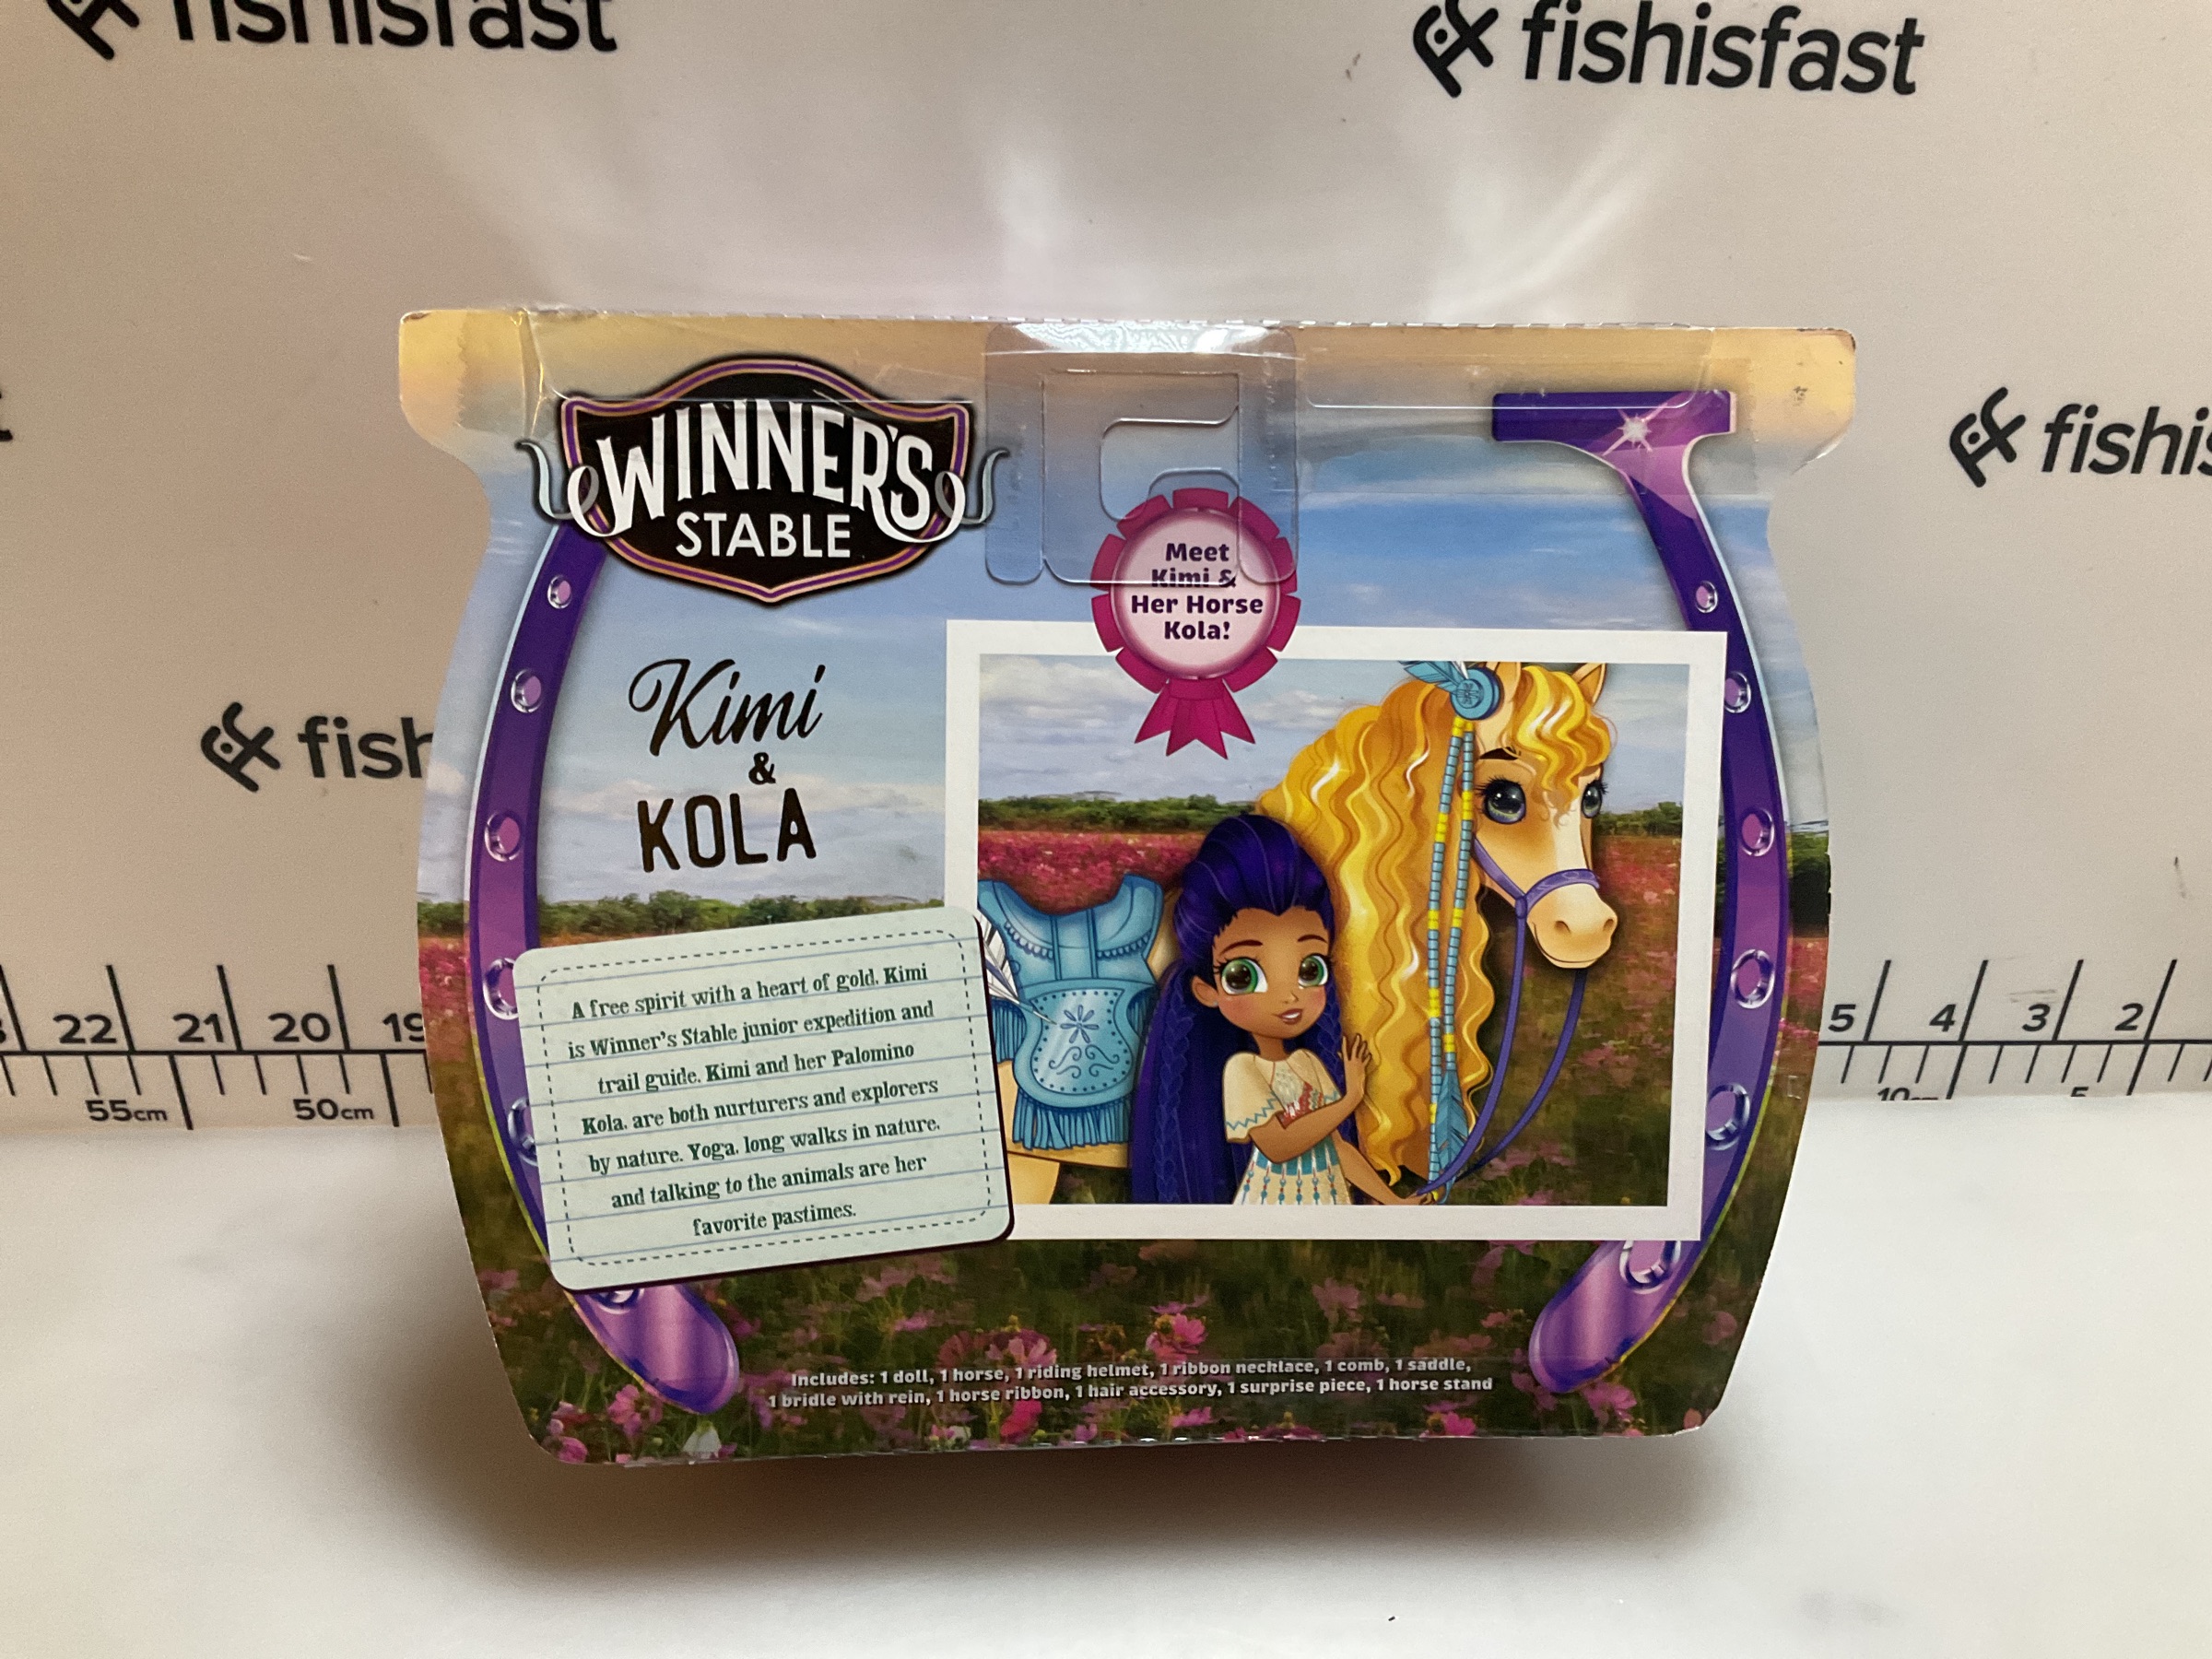 fishisfast
fishisfast
fishis
fish
WINNER'S
STABLE
Meet
Kimi &
Her Horse
Kola!
Kimi
&
KOLA
A free spirit with a heart of gold, Kimi
is Winner's Stable junior expedition and
trail guide. Kimi and her Palomino
Kola, are both nurturers and explorers
by nature. Yoga, long walks in nature,
and talking to the animals are her
favorite pastimes.
22 21 20 19
5 4 3 2
55cm 50cm
Includes: 1 doll, 1 horse, 1 riding helmet, 1 ribbon necklace, 1 comb, 1 saddle,
1 bridle with rein, 1 horse ribbon, 1 hair accessory, 1 surprise piece, 1 horse stand